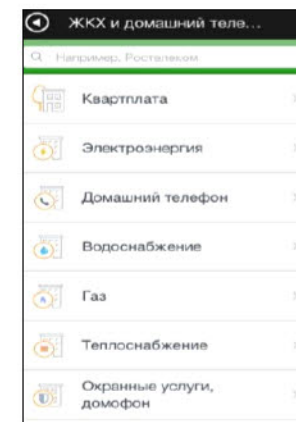 ЖКХ и домашний теле...
Например, Ростелеком
Квартплата
Электроэнергия
Домашний телефон
Водоснабжение
Газ
Теплоснабжение
Охранные услуги,
домофон